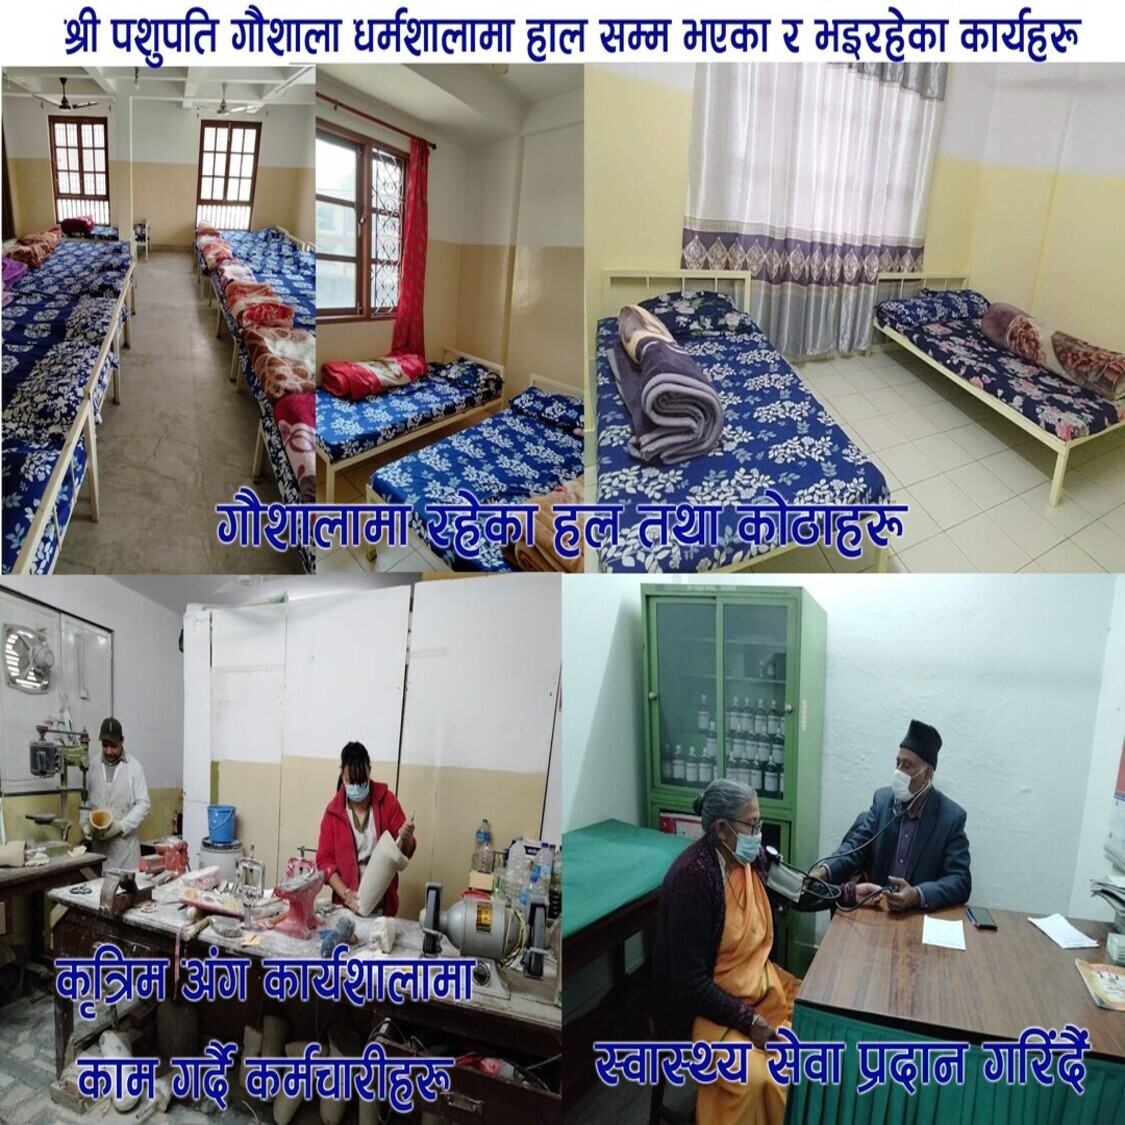 श्री पशुपति गौशाला धर्मशालामा हाल सम्म भएका र भइरहेका कार्यहरू
गौशालामा रहेका हल तथा कोठाहरू
कृत्रिम अंग कार्यशालामा
काम गर्दै कर्मचारीहरू
स्वास्थ्य सेवा प्रदान गरिंदैं